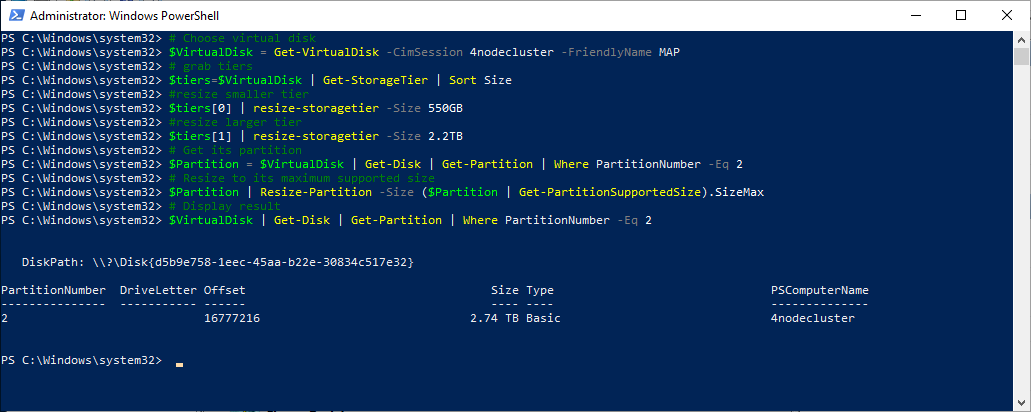 Administrator: Windows PowerShell
PS C:\Windows\system32> # Choose virtual disk
PS C:\Windows\system32> $VirtualDisk = Get-VirtualDisk -CimSession 4nodecluster -FriendlyName MAP
PS C:\Windows\system32> # grab tiers
PS C:\Windows\system32> $tiers=$VirtualDisk | Get-StorageTier | Sort Size
PS C:\Windows\system32> #resize smaller tier
PS C:\Windows\system32> $tiers[0] | resize-storagetier -Size 550GB
PS C:\Windows\system32> #resize larger tier
PS C:\Windows\system32> $tiers[1] | resize-storagetier -Size 2.2TB
PS C:\Windows\system32> # Get its partition
PS C:\Windows\system32> $Partition = $VirtualDisk | Get-Disk | Get-Partition | Where PartitionNumber -Eq 2
PS C:\Windows\system32> # Resize to its maximum supported size
PS C:\Windows\system32> $Partition | Resize-Partition -Size ($Partition | Get-PartitionSupportedSize).SizeMax
PS C:\Windows\system32> # Display result
PS C:\Windows\system32> $VirtualDisk | Get-Disk | Get-Partition | Where PartitionNumber -Eq 2
DiskPath: \\?\Disk{d5b9e758-1eec-45aa-b22e-30834c517e32}
PartitionNumber DriveLetter Offset Size Type PSComputerName
--------------- ----------- ------ ---- ---- --------------
2 16777216 2.74 TB Basic 4nodecluster
PS C:\Windows\system32>